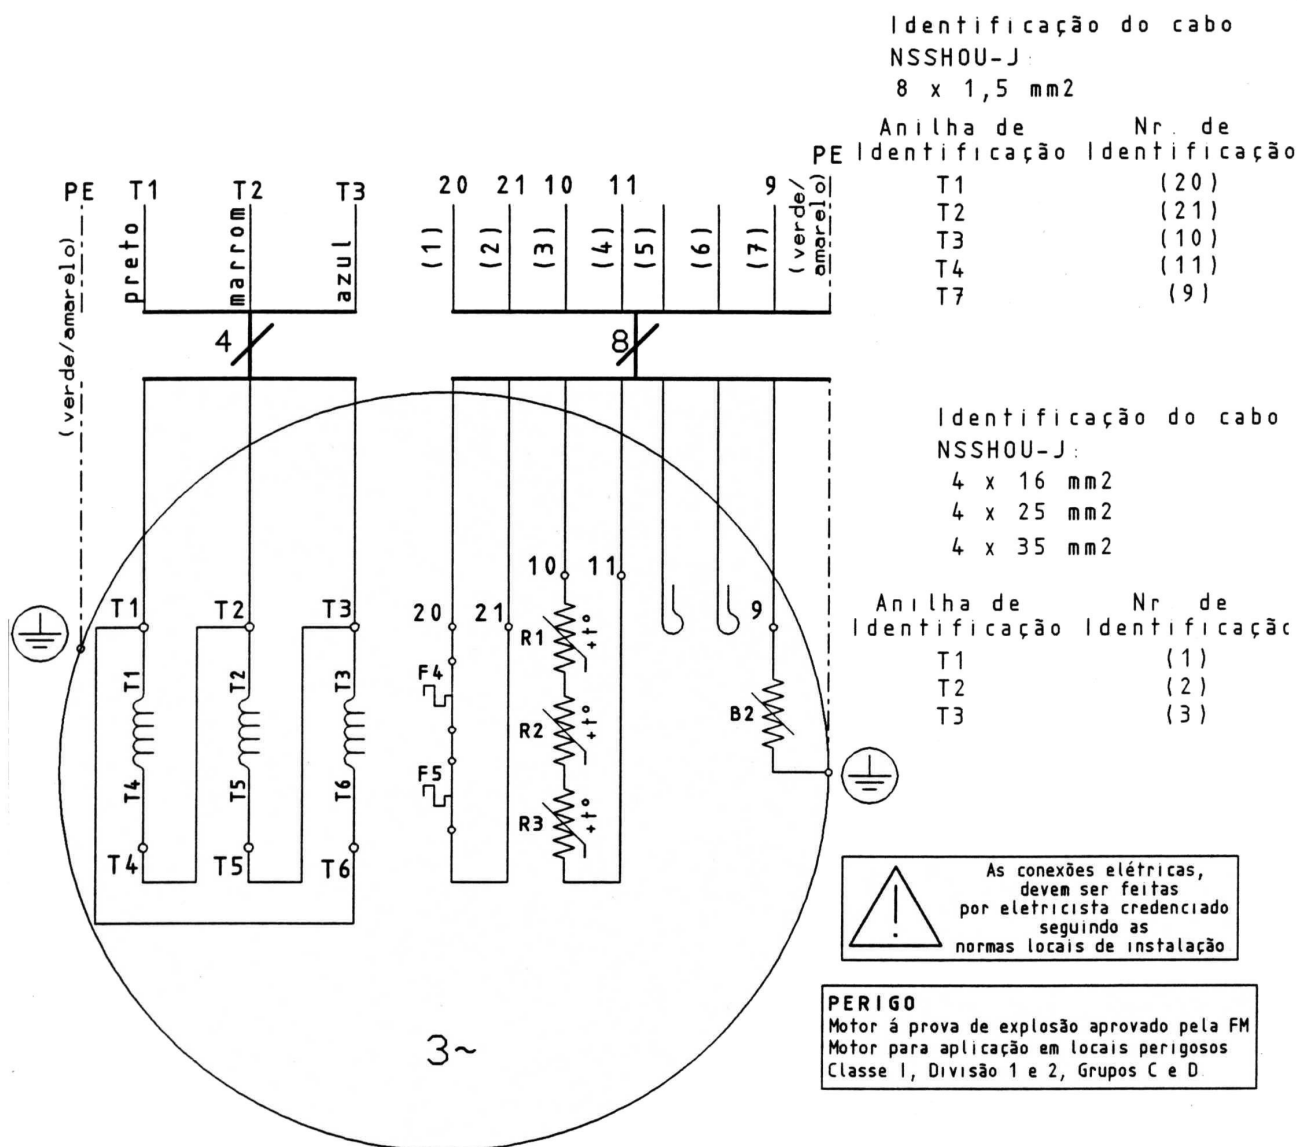 Identificação do cabo
NSSHOU-J:
8 x 1,5 mm2
Anilha de Nr. de
Identificação Identificação
T1 (20)
T2 (21)
T3 (10)
T4 (11)
T7 (9)
PE T1 T2 T3 20 21 10 11 9 PE
(verde/amarelo)
preto
marrom
azul
(1) (2) (3) (4) (5) (6) (7)
(verde/
amarelo)
4 8
Identificação do cabo
NSSHOU-J:
4 x 16 mm2
4 x 25 mm2
4 x 35 mm2
Anilha de Nr de
Identificação Identificaçã
T1 (1)
T2 (2)
T3 (3)
10 11
T1 T2 T3 20 21 9
T1 T2 T3
R1 +t°
F4
R2 +t°
B2
F5
R3 +t°
T4 T5 T6
T4 T5 T6
3~
As conexões elétricas,
devem ser feitas
por eletricista credenciado
seguindo as
normas locais de instalação
PERIGO
Motor á prova de explosão aprovado pela FM
Motor para aplicação em locais perigosos
Classe I, Divisão 1 e 2, Grupos C e D